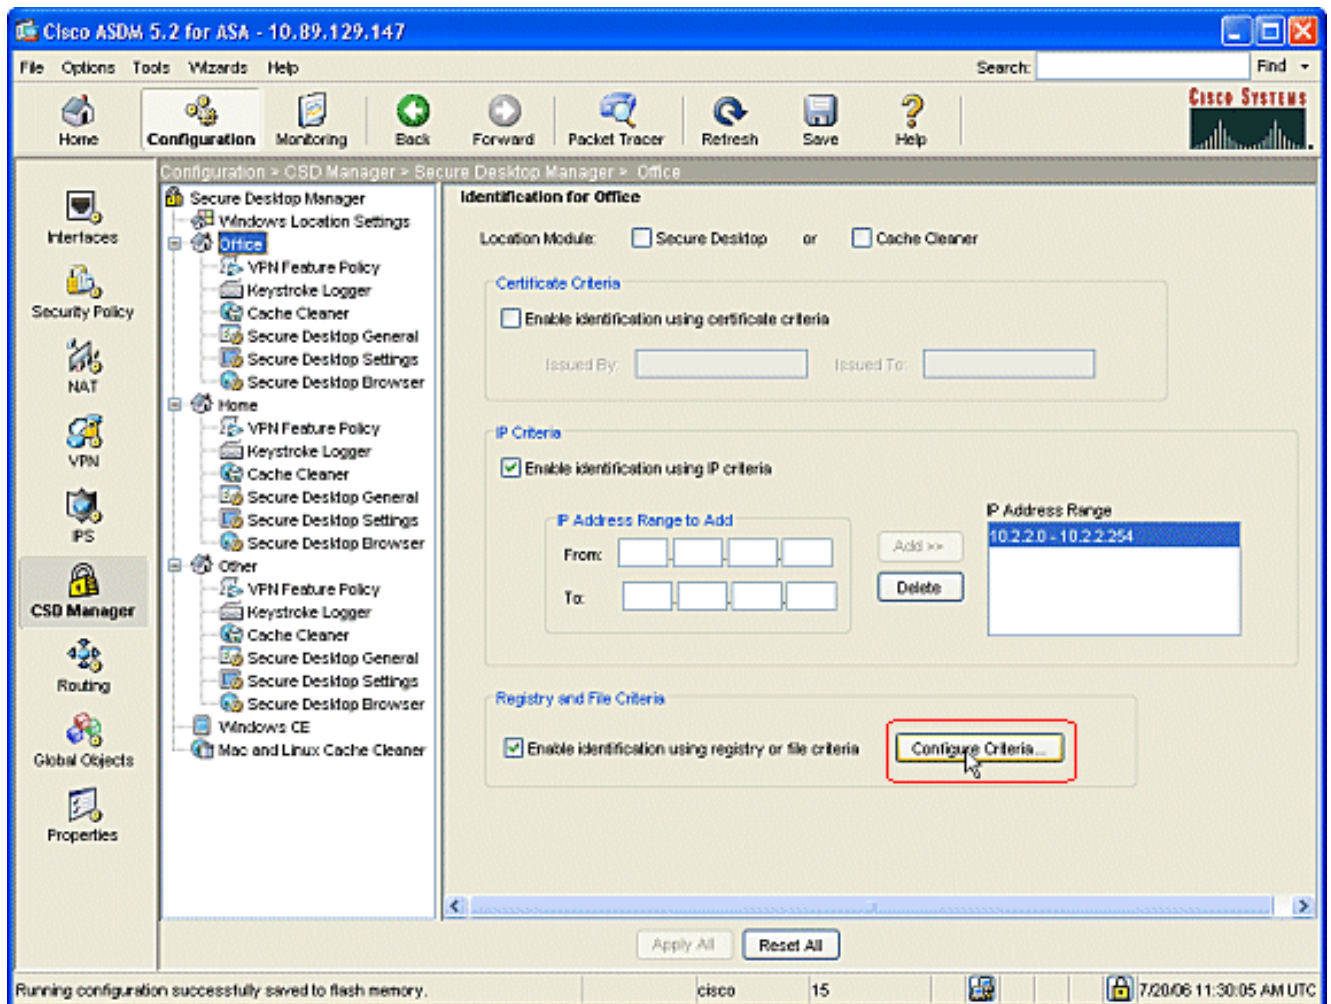 Cisco ASDM 5.2 for ASA - 10.89.129.147
File Options Tools Wizards Help Search: Find
Home Configuration Monitoring Back Forward Packet Tracer Refresh Save Help
CISCO SYSTEMS
Configuration > CSD Manager > Secure Desktop Manager > Office
Interfaces
Security Policy
NAT
VPN
IPS
CSD Manager
Routing
Global Objects
Properties
Secure Desktop Manager
Windows Location Settings
Office
VPN Feature Policy
Keystroke Logger
Cache Cleaner
Secure Desktop General
Secure Desktop Settings
Secure Desktop Browser
Home
VPN Feature Policy
Keystroke Logger
Cache Cleaner
Secure Desktop General
Secure Desktop Settings
Secure Desktop Browser
Other
VPN Feature Policy
Keystroke Logger
Cache Cleaner
Secure Desktop General
Secure Desktop Settings
Secure Desktop Browser
Windows CE
Mac and Linux Cache Cleaner
Identification for Office
Location Module: Secure Desktop or Cache Cleaner
Certificate Criteria
Enable identification using certificate criteria
Issued By: Issued To:
IP Criteria
Enable identification using IP criteria
IP Address Range to Add
From:
To:
Add >>
Delete
IP Address Range
10.2.2.0 - 10.2.2.254
Registry and File Criteria
Enable identification using registry or file criteria Configure Criteria...
Apply All Reset All
Running configuration successfully saved to flash memory. cisco 15 7/20/06 11:30:05 AM UTC